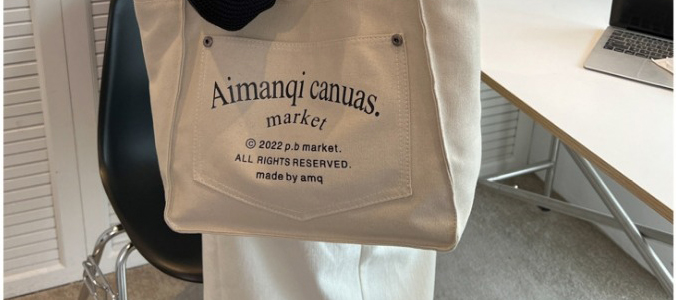 Aimanqi canuas.
market
© 2022 p.b market.
ALL RIGHTS RESERVED.
made by amq